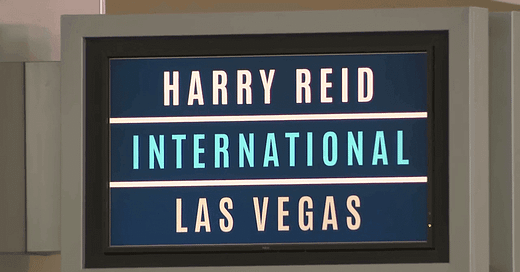 HARRY REID
INTERNATIONAL
LAS VEGAS